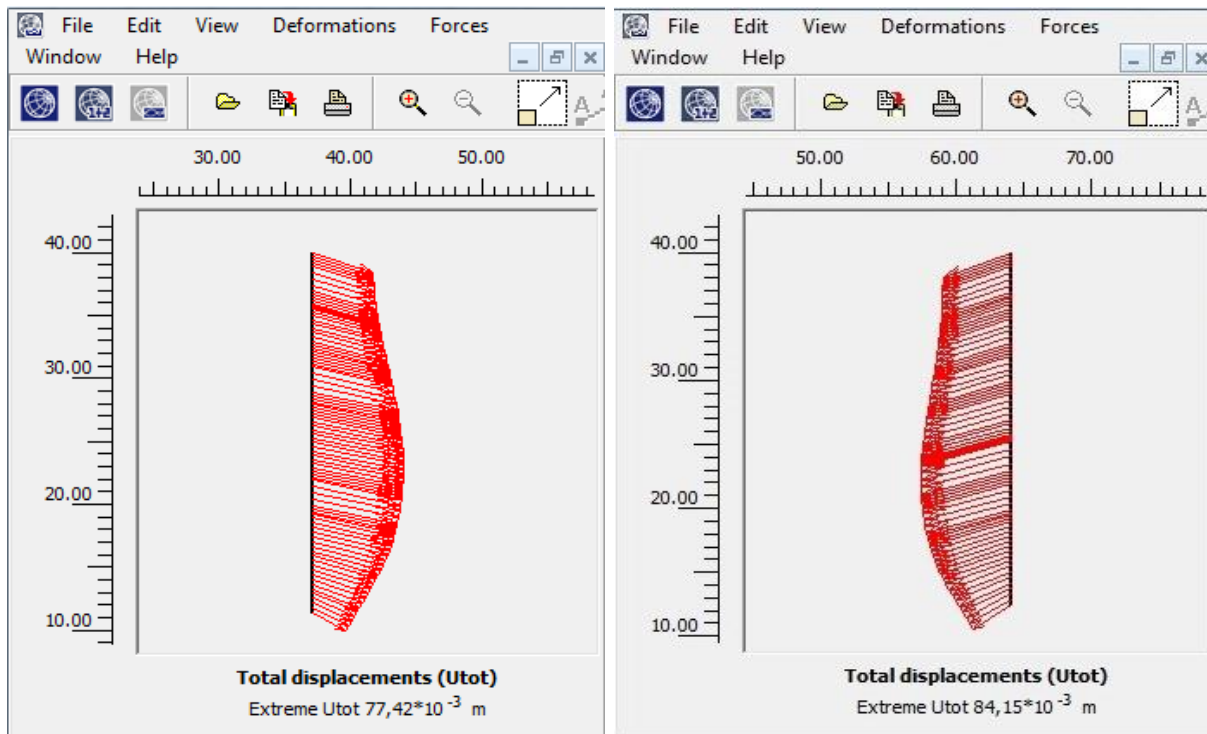 File Edit View Deformations Forces
Window Help
30.00 40.00 50.00
40.00
30.00
20.00
10.00
Total displacements (Utot)
Extreme Utot 77,42*10 -3 m
File Edit View Deformations Forces
Window Help
50.00 60.00 70.00
40.00
30.00
20.00
10.00
Total displacements (Utot)
Extreme Utot 84,15*10 -3 m